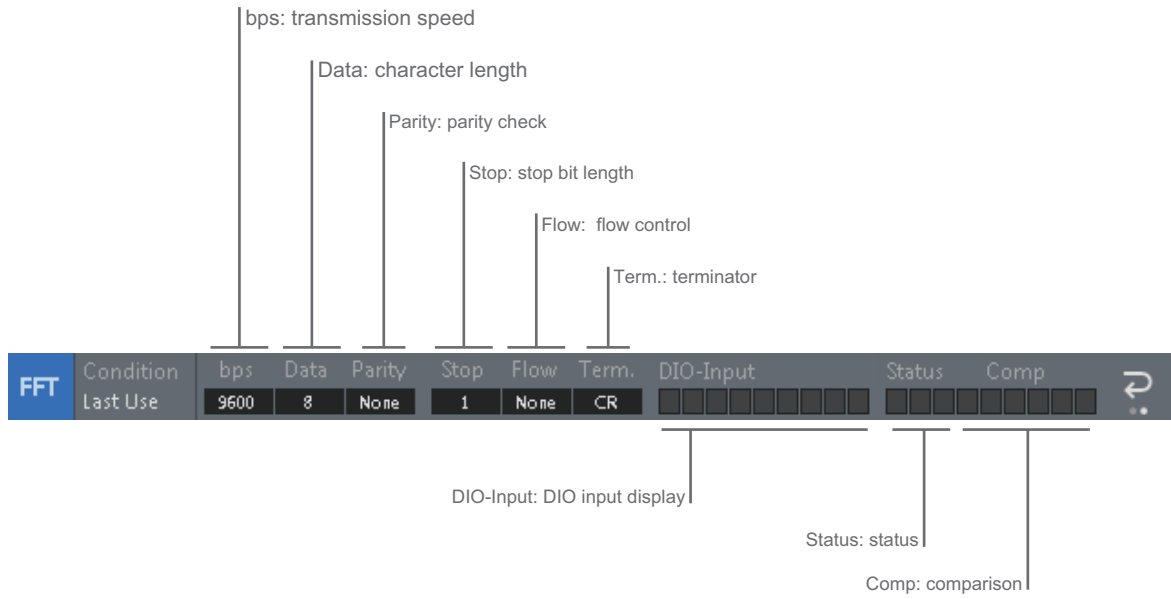 bps: transmission speed
Data: character length
Parity: parity check
Stop: stop bit length
Flow:  flow control
Term.: terminator
FFT Condition bps Data Parity Stop Flow Term. DIO-Input Status Comp
Last Use 9600 8 None 1 None CR
DIO-Input: DIO input display
Status: status
Comp: comparison